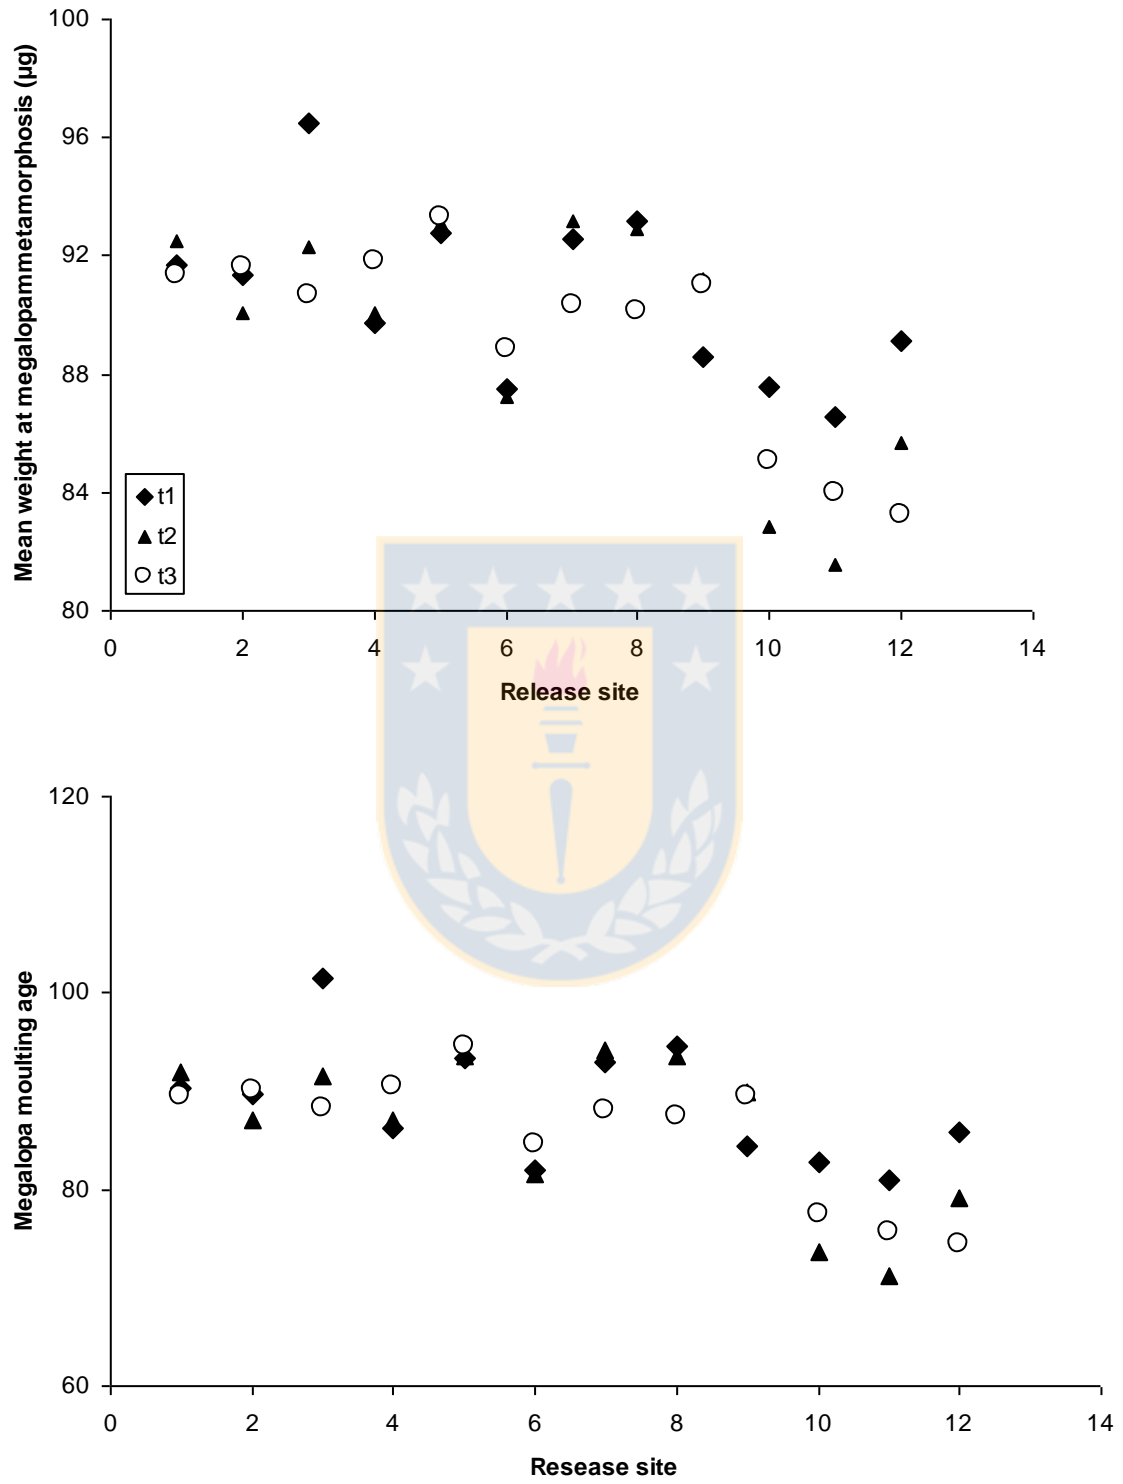 Mean weight at megalopammetamorphosis (µg)
100
96
92
88
84
80
t1
t2
t3
0 2 4 6 8 10 12 14
Release site
Megalopa moulting age
120
100
80
60
0 2 4 6 8 10 12 14
Resease site